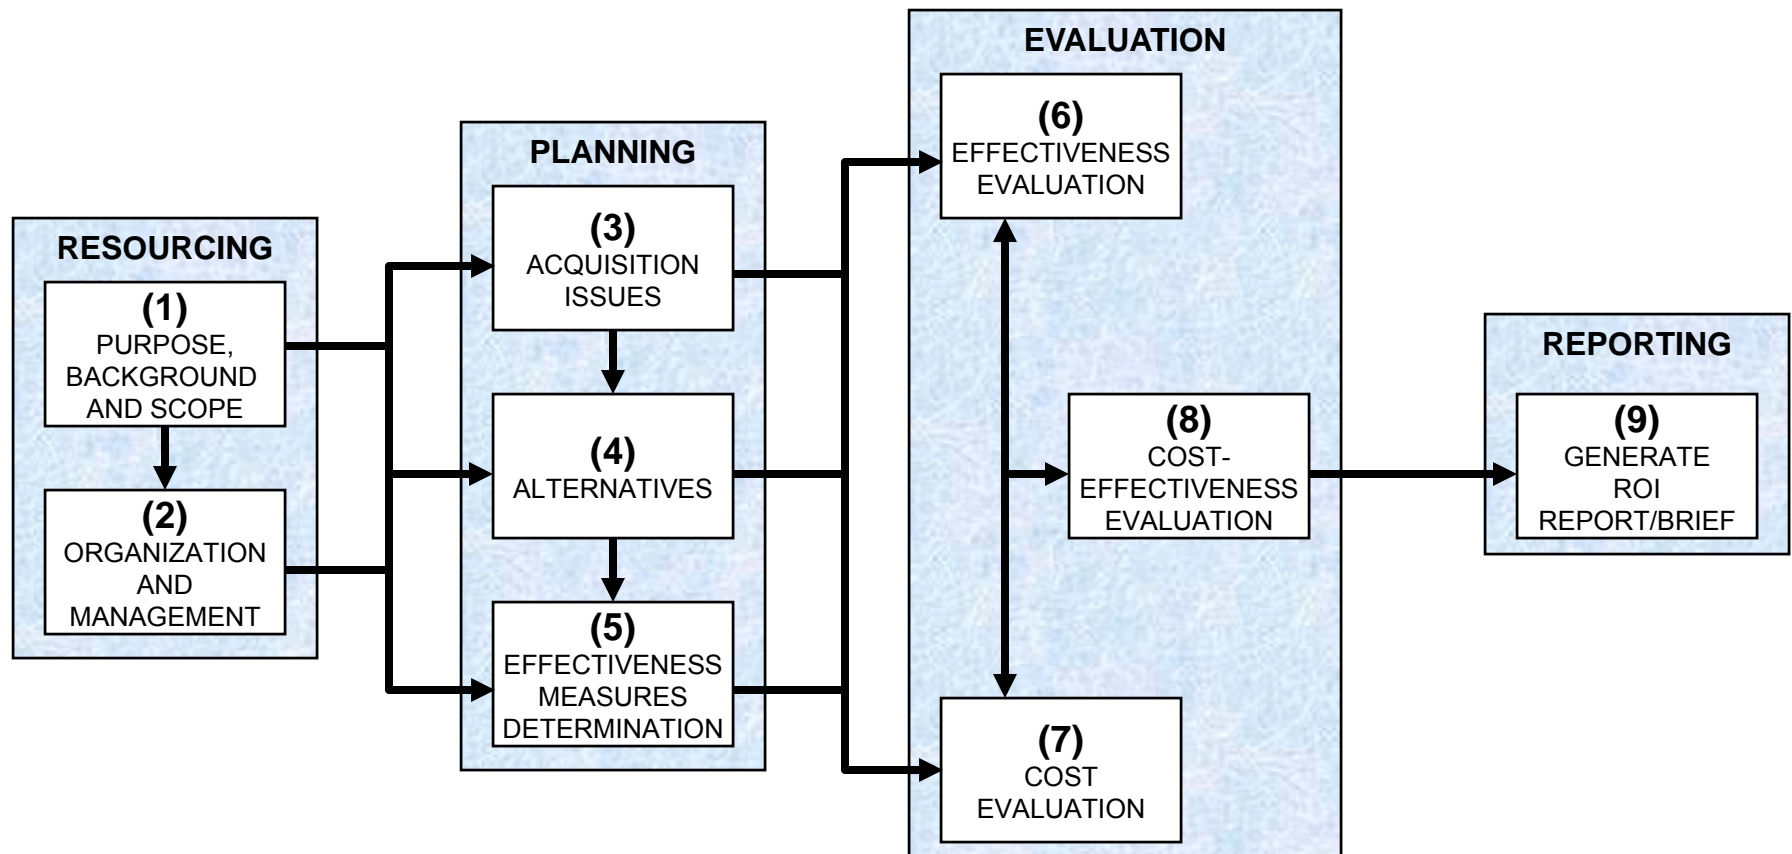 RESOURCING
(1)
PURPOSE,
BACKGROUND
AND SCOPE
(2)
ORGANIZATION
AND
MANAGEMENT
PLANNING
(3)
ACQUISITION
ISSUES
(4)
ALTERNATIVES
(5)
EFFECTIVENESS
MEASURES
DETERMINATION
EVALUATION
(6)
EFFECTIVENESS
EVALUATION
(7)
COST
EVALUATION
(8)
COST-
EFFECTIVENESS
EVALUATION
REPORTING
(9)
GENERATE
ROI
REPORT/BRIEF